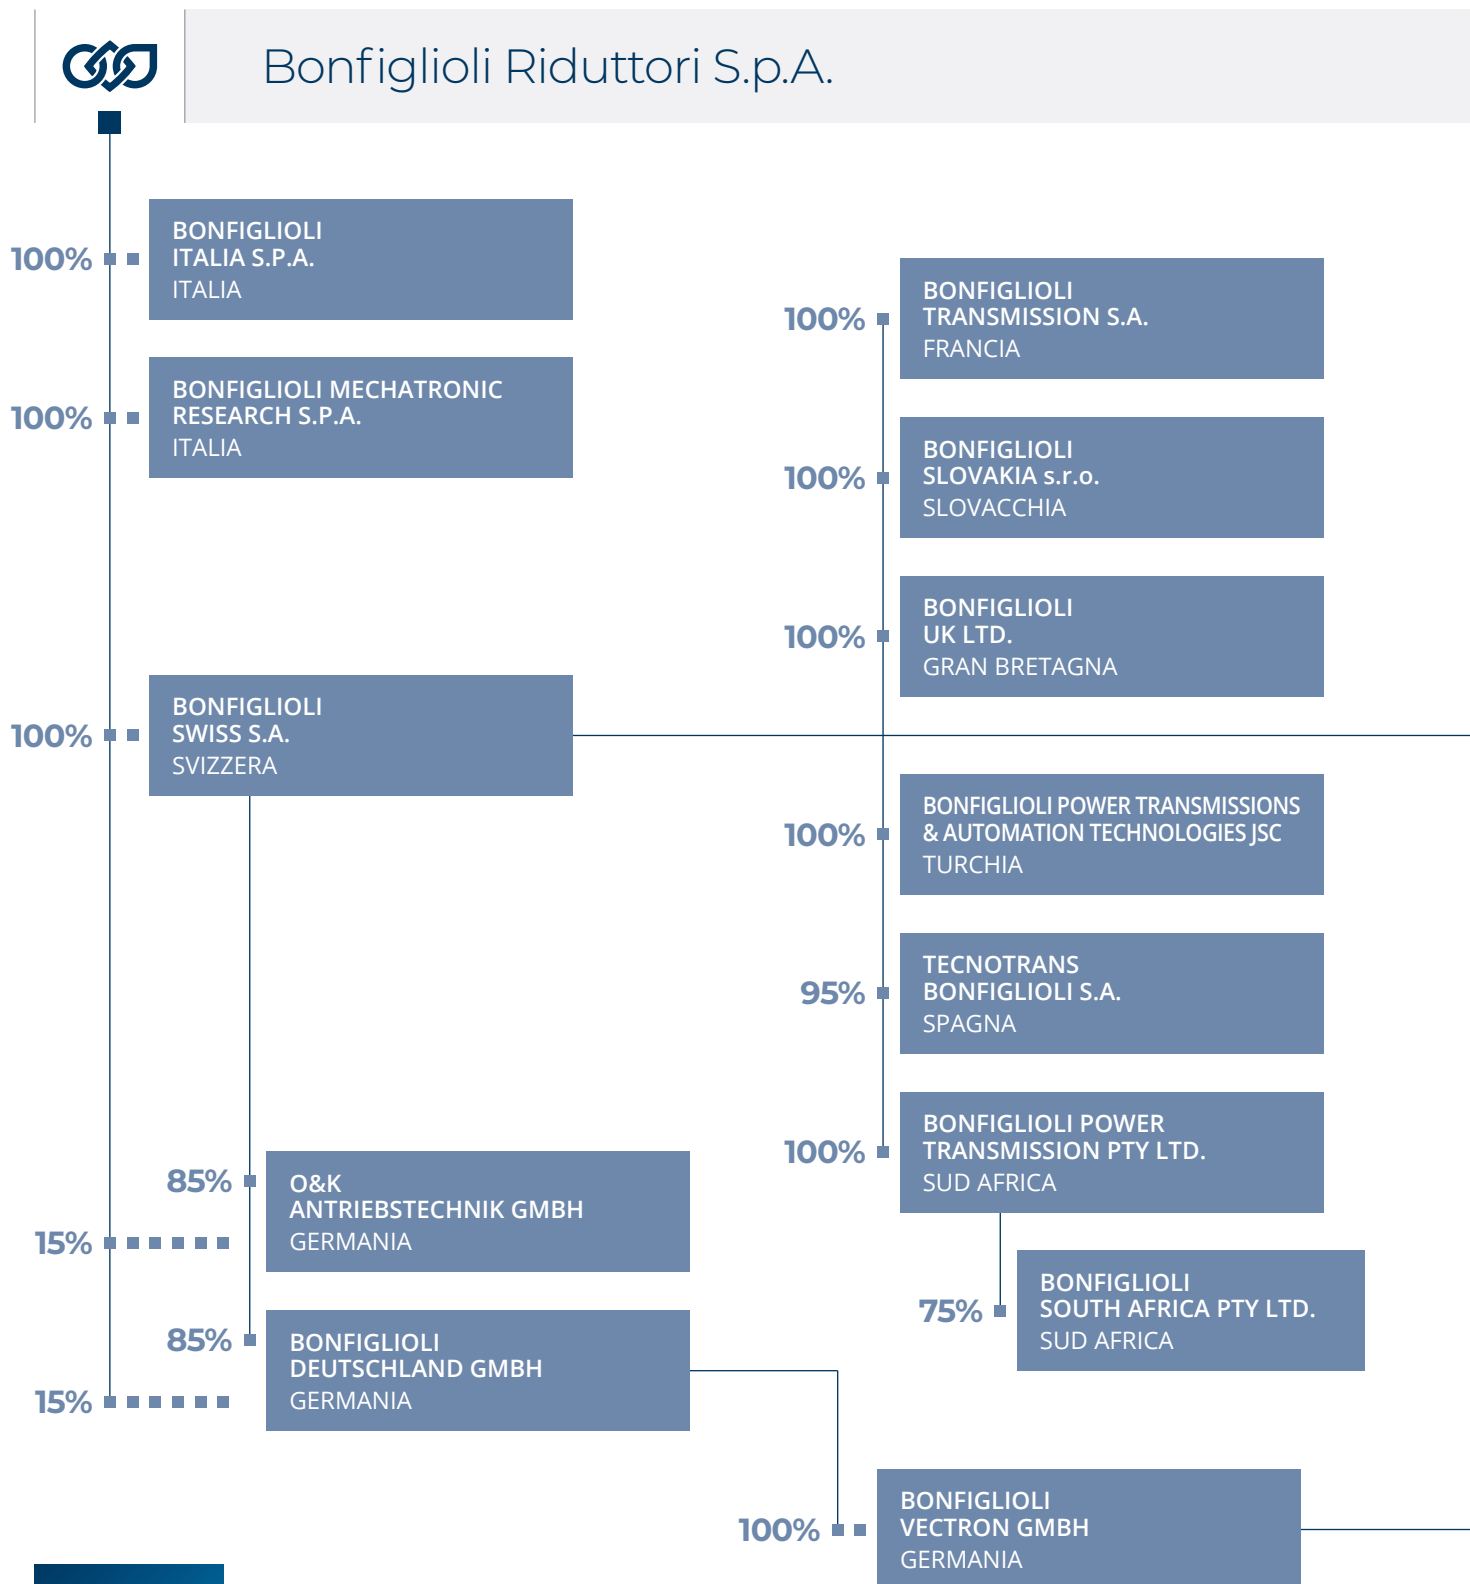 Bonfiglioli Riduttori S.p.A.
100%
BONFIGLIOLI
ITALIA S.P.A.
ITALIA
100%
BONFIGLIOLI MECHATRONIC
RESEARCH S.P.A.
ITALIA
100%
BONFIGLIOLI
SWISS S.A.
SVIZZERA
85%
15%
O&K
ANTRIEBSTECHNIK GMBH
GERMANIA
85%
15%
BONFIGLIOLI
DEUTSCHLAND GMBH
GERMANIA
100%
BONFIGLIOLI
TRANSMISSION S.A.
FRANCIA
100%
BONFIGLIOLI
SLOVAKIA s.r.o.
SLOVACCHIA
100%
BONFIGLIOLI
UK LTD.
GRAN BRETAGNA
100%
BONFIGLIOLI POWER TRANSMISSIONS
& AUTOMATION TECHNOLOGIES JSC
TURCHIA
95%
TECNOTRANS
BONFIGLIOLI S.A.
SPAGNA
100%
BONFIGLIOLI POWER
TRANSMISSION PTY LTD.
SUD AFRICA
75%
BONFIGLIOLI
SOUTH AFRICA PTY LTD.
SUD AFRICA
100%
BONFIGLIOLI
VECTRON GMBH
GERMANIA